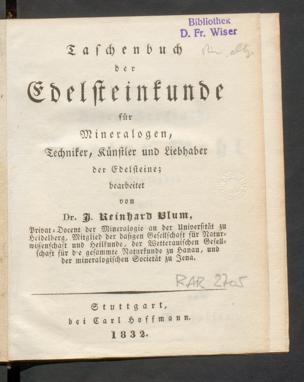 Bibliothek
D. Fr. Wiser
Taschenbuch
der
Edelsteinkunde
für
Mineralogen,
Techniker, Künstler und Liebhaber
der Edelsteine;
bearbeitet
von
Dr. J. Reinhard Blum,
Privat-Docent der Mineralogie an der Universität zu
Heidelberg, Mitglied der dasigen Gesellschaft für Natur-
wissenschaft und Heilkunde, der Wetterauischen Gesell-
schaft für die gesammte Naturkunde zu Hanau, und
der mineralogischen Societät zu Jena.
RAR 2705
Stuttgart,
bei Carl Hoffmann.
1832.